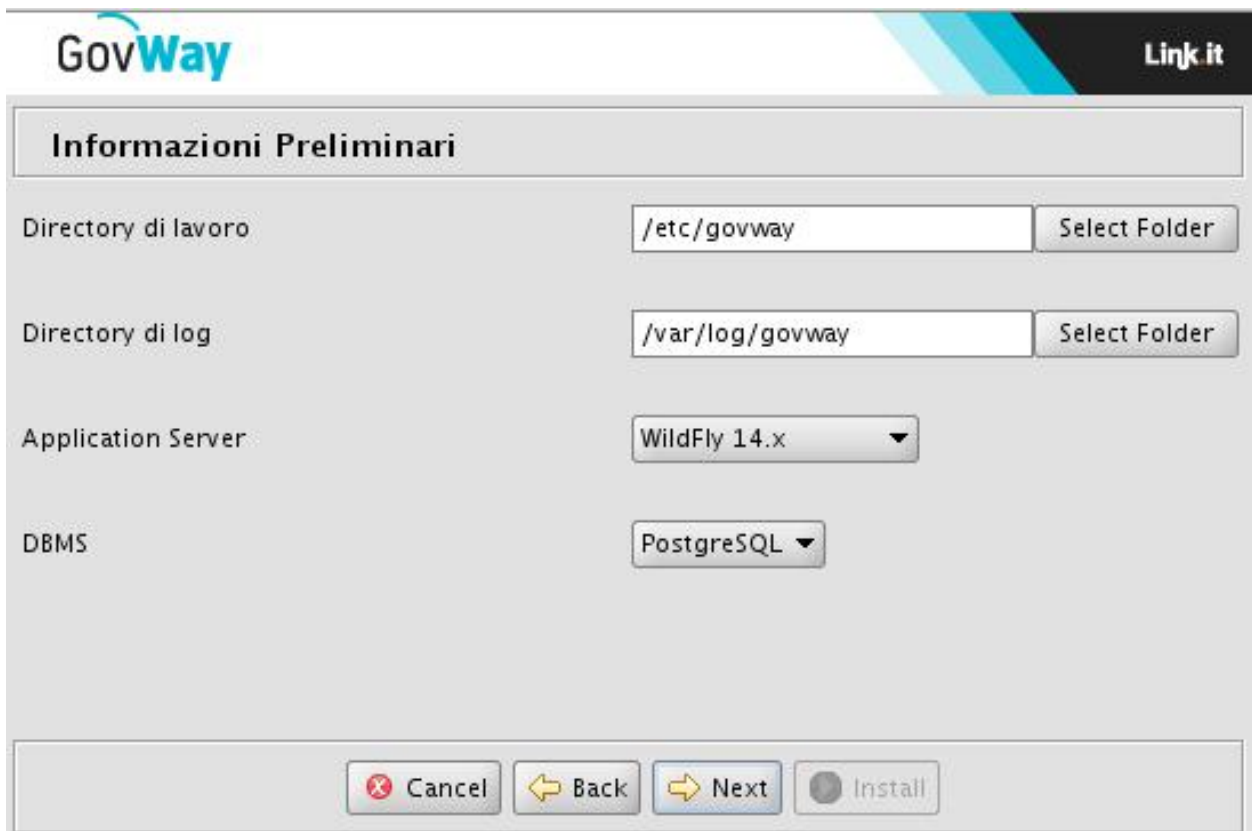 GovWay
Link.it
Informazioni Preliminari
Directory di lavoro /etc/govway Select Folder
Directory di log /var/log/govway Select Folder
Application Server WildFly 14.x
DBMS PostgreSQL
Cancel Back Next Install